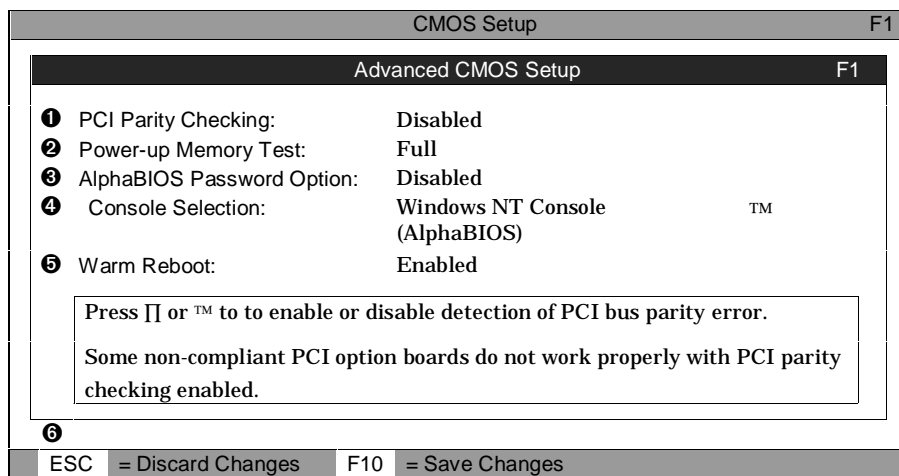 CMOS Setup F1
Advanced CMOS Setup F1
❶ PCI Parity Checking: Disabled
❷ Power-up Memory Test: Full
❸ AlphaBIOS Password Option: Disabled
❹ Console Selection: Windows NT Console ™
(AlphaBIOS)
❺ Warm Reboot: Enabled
Press ∏ or ™ to to enable or disable detection of PCI bus parity error.
Some non-compliant PCI option boards do not work properly with PCI parity
checking enabled.
❻
ESC = Discard Changes F10 = Save Changes